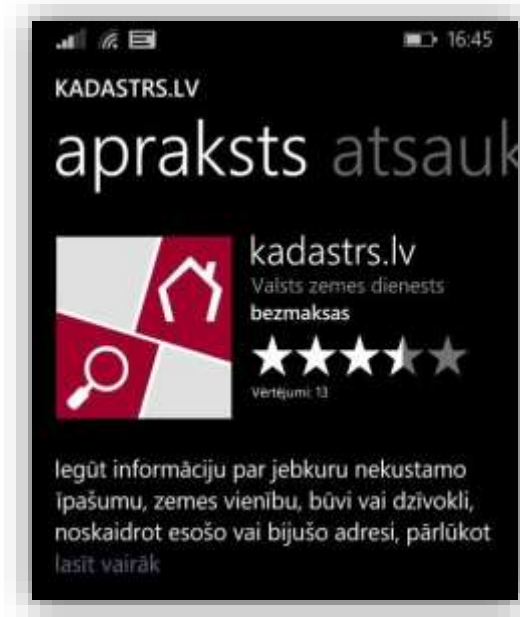 16:45
KADASTRS.LV
apraksts atsauk
kadastrs.lv
Valsts zemes dienests
bezmaksas
Vērtējumi: 13
Iegūt informāciju par jebkuru nekustamo
īpašumu, zemes vienību, būvi vai dzīvokli,
noskaidrot esošo vai bijušo adresi, pārlūkot
lasīt vairāk